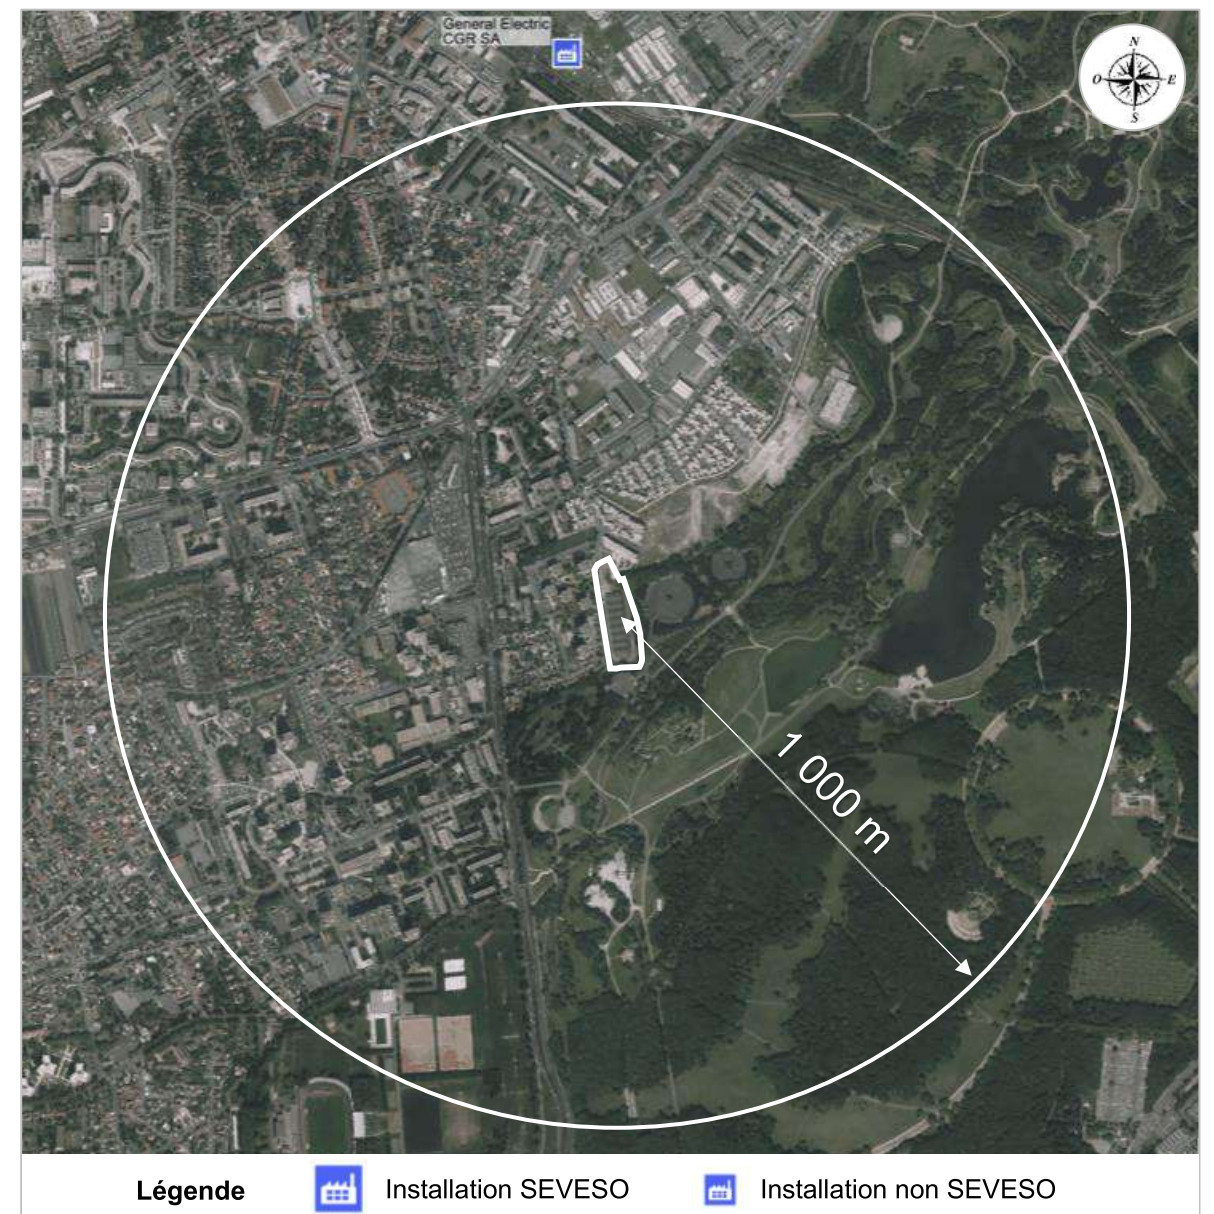 General Electric
CGR SA
N
O E
S
1 000 m
Légende Installation SEVESO Installation non SEVESO